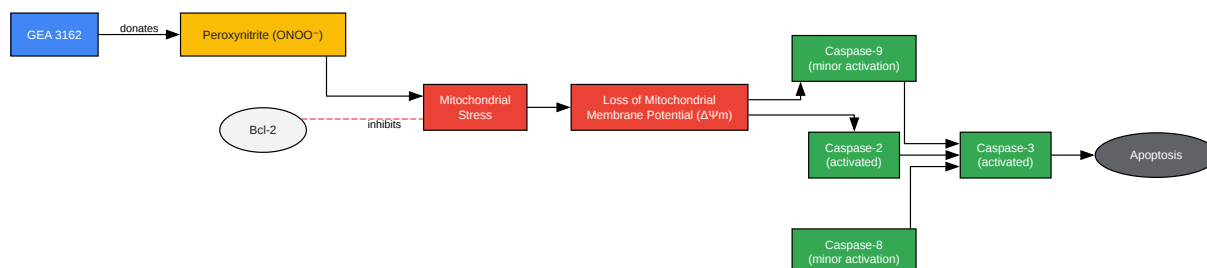 GEA 3162
donates
Peroxynitrite (ONOO⁻)
Bcl-2
inhibits
Mitochondrial
Stress
Loss of Mitochondrial
Membrane Potential (ΔΨm)
Caspase-9
(minor activation)
Caspase-2
(activated)
Caspase-8
(minor activation)
Caspase-3
(activated)
Apoptosis